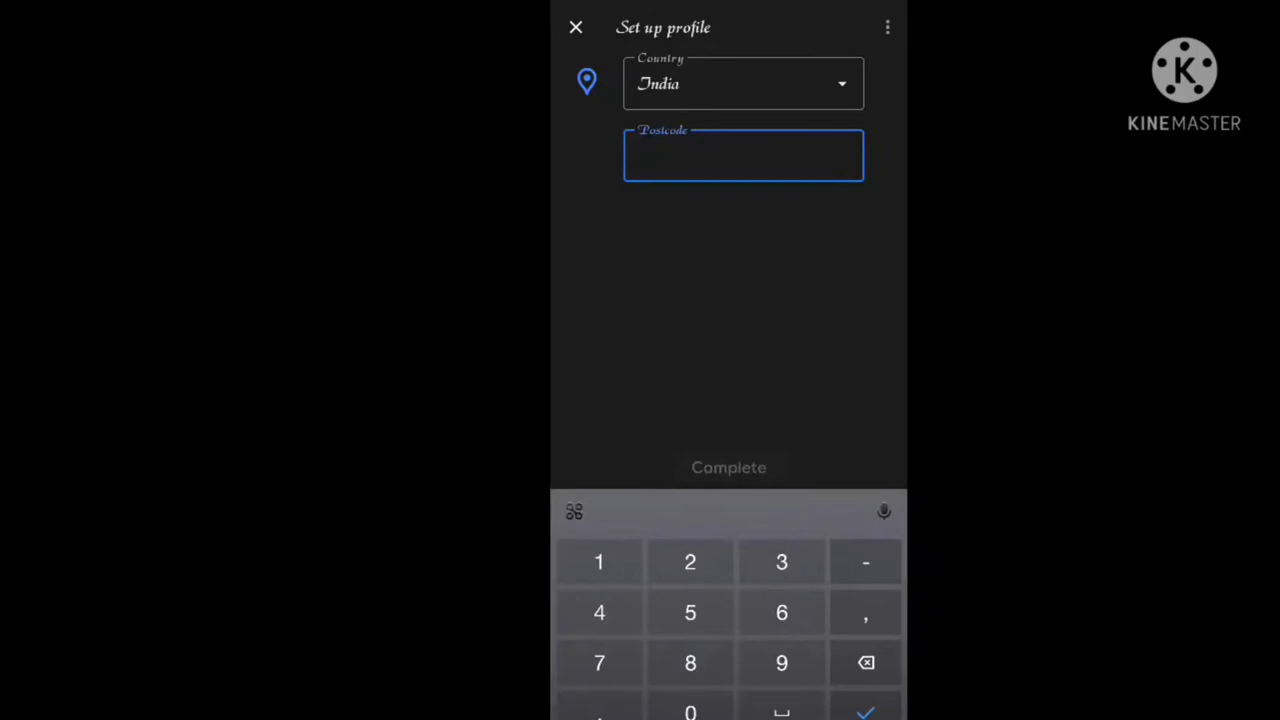 Set up profile
Country
India
Postcode
Complete
1 2 3 -
4 5 6 ,
7 8 9
. 0
K
KINEMASTER